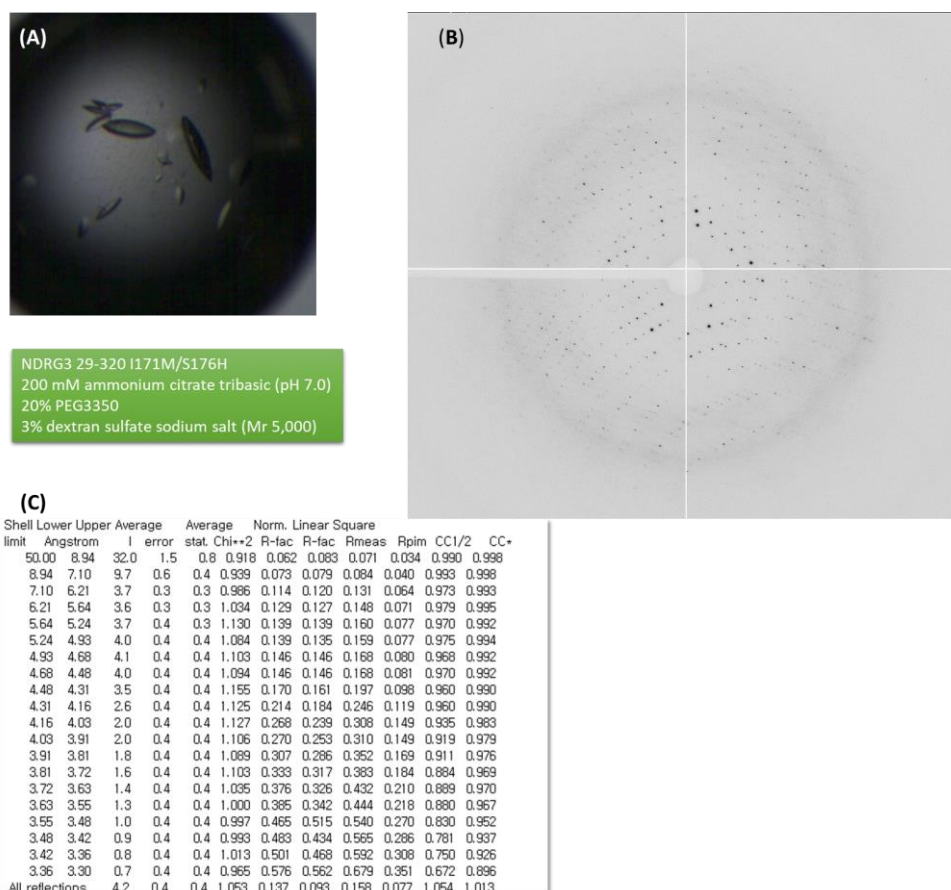 (A)
(B)
NDRG3 29-320 I171M/S176H
200 mM ammonium citrate tribasic (pH 7.0)
20% PEG3350
3% dextran sulfate sodium salt (Mr 5,000)
(C)
Shell Lower Upper Average Average Norm. Linear Square
limit Angstrom I error stat. Chi**2 R-fac R-fac Rmeas Rpim CC1/2 CC*
50.00 8.94 32.0 1.5 0.8 0.918 0.062 0.083 0.071 0.034 0.990 0.998
8.94 7.10 9.7 0.6 0.4 0.939 0.073 0.079 0.084 0.040 0.993 0.998
7.10 6.21 3.7 0.3 0.3 0.986 0.114 0.120 0.131 0.064 0.973 0.993
6.21 5.64 3.6 0.3 0.3 1.034 0.129 0.127 0.148 0.071 0.979 0.995
5.64 5.24 3.7 0.4 0.3 1.130 0.139 0.139 0.160 0.077 0.970 0.992
5.24 4.93 4.0 0.4 0.4 1.084 0.139 0.135 0.159 0.077 0.975 0.994
4.93 4.68 4.1 0.4 0.4 1.103 0.146 0.146 0.168 0.080 0.968 0.992
4.68 4.48 4.0 0.4 0.4 1.094 0.146 0.146 0.168 0.081 0.970 0.992
4.48 4.31 3.5 0.4 0.4 1.155 0.170 0.161 0.197 0.098 0.960 0.990
4.31 4.16 2.6 0.4 0.4 1.125 0.214 0.184 0.246 0.119 0.960 0.990
4.16 4.03 2.0 0.4 0.4 1.127 0.268 0.239 0.308 0.149 0.935 0.983
4.03 3.91 2.0 0.4 0.4 1.106 0.270 0.253 0.310 0.149 0.919 0.979
3.91 3.81 1.8 0.4 0.4 1.089 0.307 0.286 0.352 0.169 0.911 0.976
3.81 3.72 1.6 0.4 0.4 1.103 0.333 0.317 0.383 0.184 0.884 0.969
3.72 3.63 1.4 0.4 0.4 1.035 0.376 0.326 0.432 0.210 0.889 0.970
3.63 3.55 1.3 0.4 0.4 1.000 0.385 0.342 0.444 0.218 0.880 0.967
3.55 3.48 1.0 0.4 0.4 0.997 0.465 0.515 0.540 0.270 0.830 0.952
3.48 3.42 0.9 0.4 0.4 0.993 0.483 0.434 0.565 0.286 0.781 0.937
3.42 3.36 0.8 0.4 0.4 1.013 0.501 0.468 0.592 0.308 0.750 0.926
3.36 3.30 0.7 0.4 0.4 0.965 0.576 0.562 0.679 0.351 0.672 0.896
All reflections 4.2 0.4 0.4 1.053 0.137 0.093 0.158 0.077 1.054 1.013